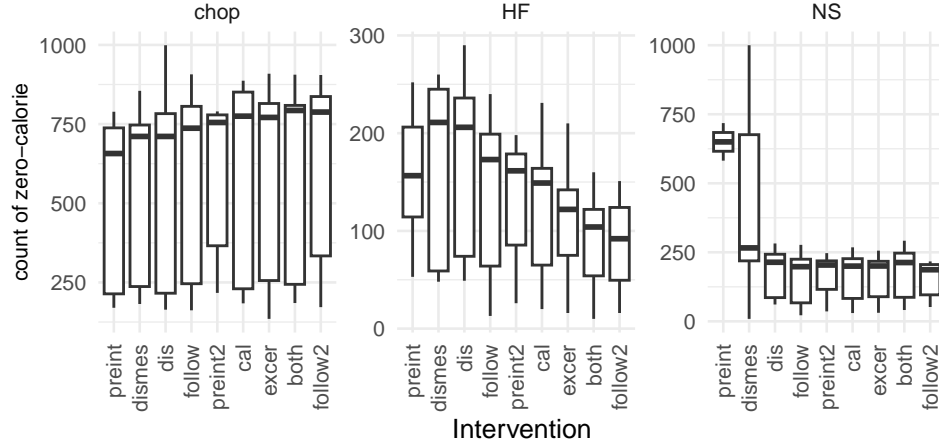 chop
HF
NS
count of zero−calorie
1000
750
500
250
300
200
100
0
1000
750
500
250
0
preint
dismes
dis
follow
preint2
cal
excer
both
follow2
preint
dismes
dis
follow
preint2
cal
excer
both
follow2
preint
dismes
dis
follow
preint2
cal
excer
both
follow2
Intervention